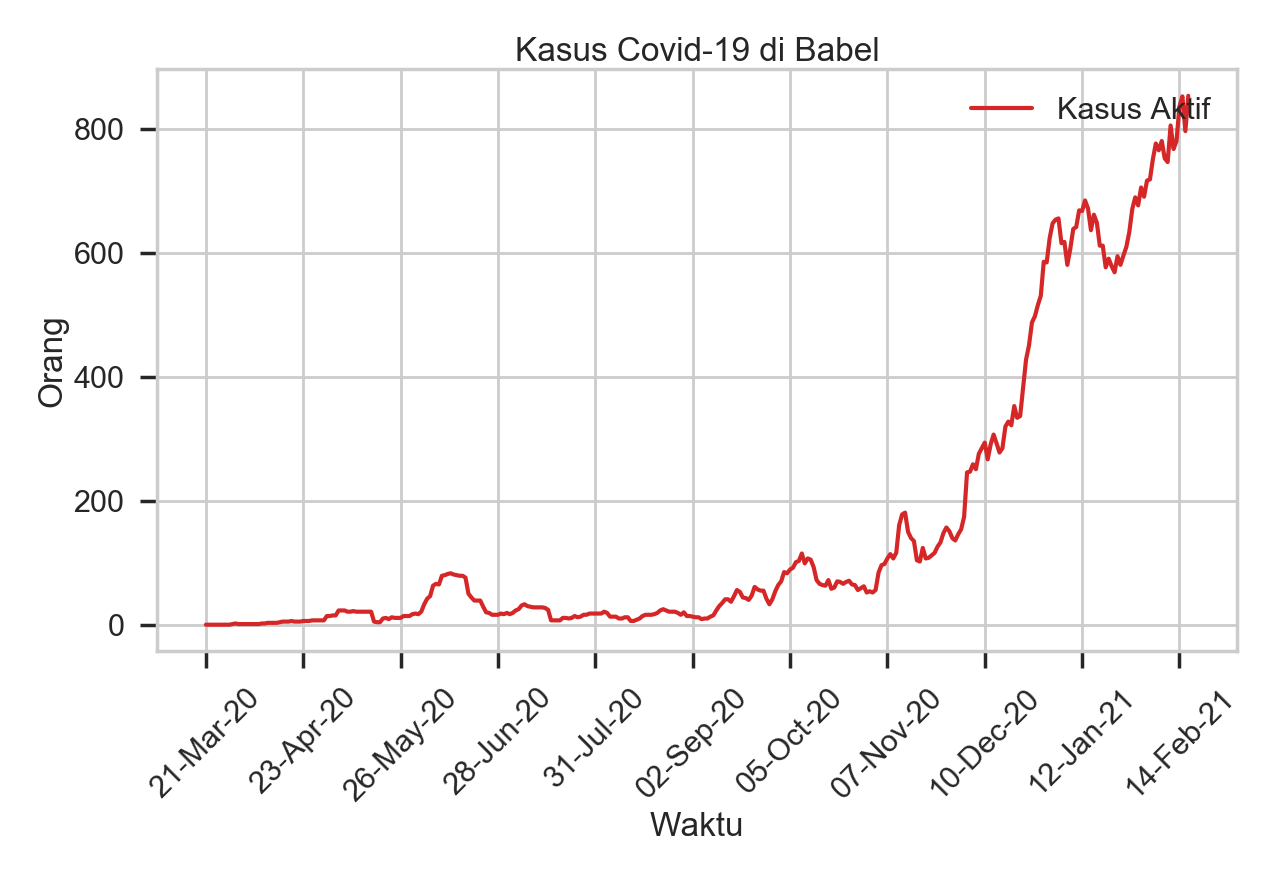 Kasus Covid-19 di Babel
Kasus Aktif
800
600
400
200
0
Orang
21-Mar-20
23-Apr-20
26-May-20
28-Jun-20
31-Jul-20
02-Sep-20
05-Oct-20
07-Nov-20
10-Dec-20
12-Jan-21
14-Feb-21
Waktu